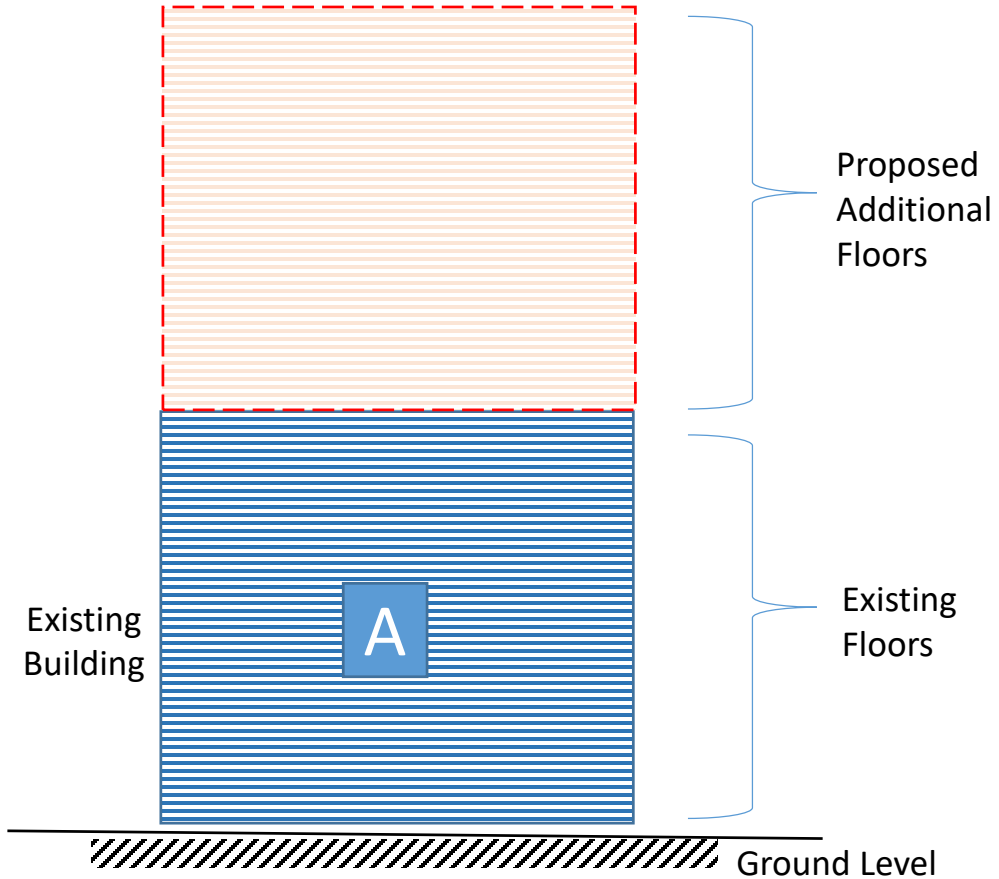 Proposed
Additional
Floors
Existing
Building
A
Existing
Floors
Ground Level